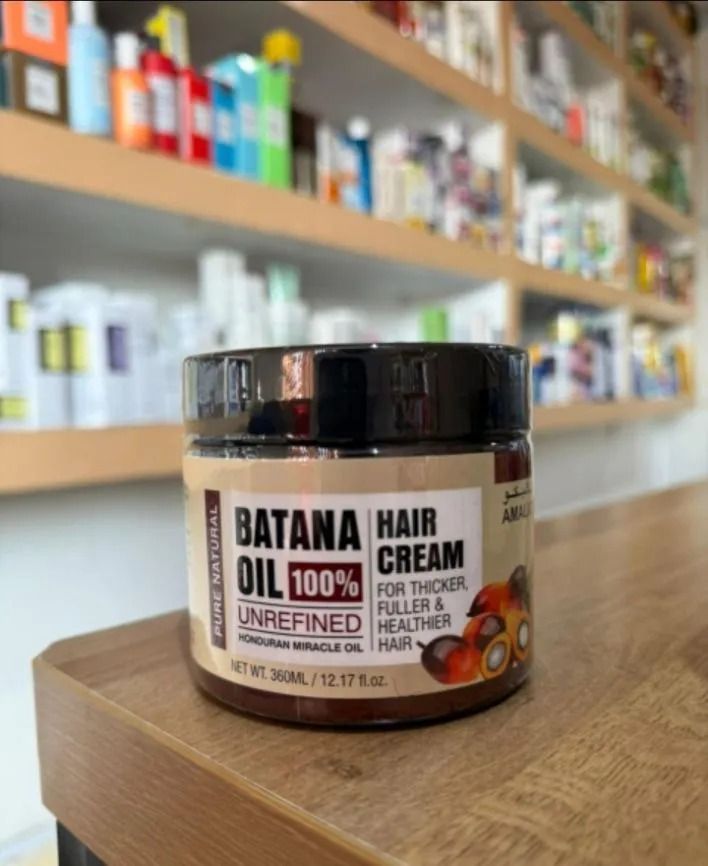 PURE NATURAL
BATANA
OIL 100%
UNREFINED
HONDURAN MIRACLE OIL
HAIR
CREAM
FOR THICKER,
FULLER &
HEALTHIER
HAIR
NET WT. 360ML / 12.17 fl.oz.